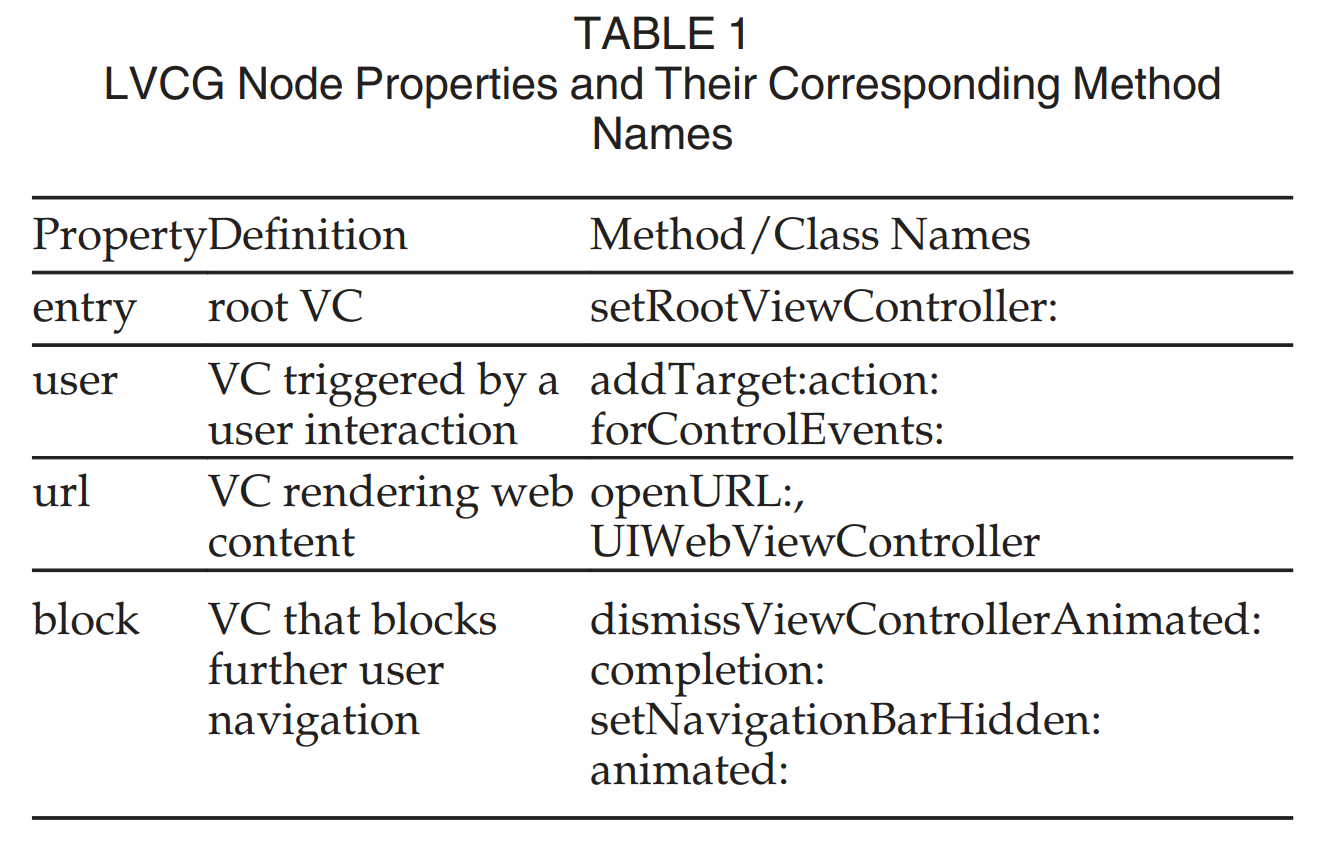 TABLE 1
LVCG Node Properties and Their Corresponding Method
Names
Property Definition Method/Class Names
entry root VC setRootViewController:
user VC triggered by a addTarget:action:
user interaction forControlEvents:
url VC rendering web openURL:,
content UIWebViewController
block VC that blocks dismissViewControllerAnimated:
further user completion:
navigation setNavigationBarHidden:
animated: